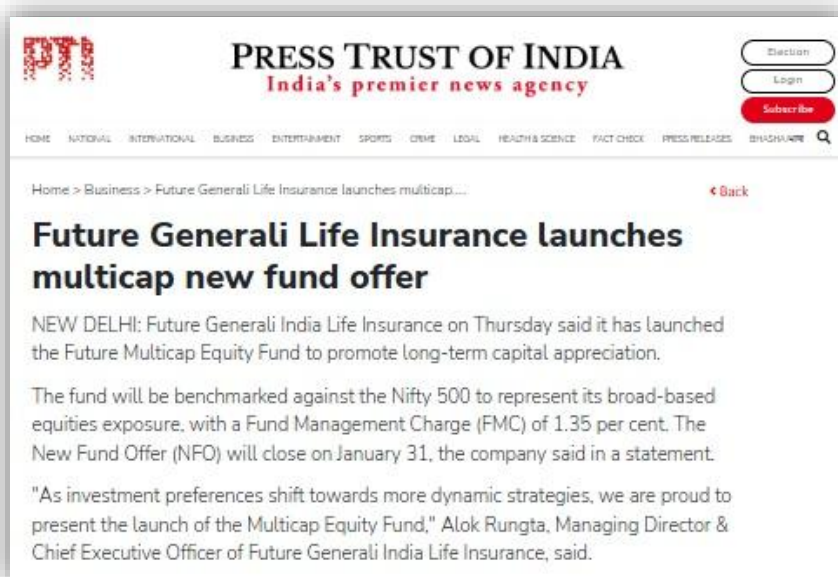 PTI
PRESS TRUST OF INDIA
India's premier news agency
Election
Login
Subscribe
HOME NATIONAL INTERNATIONAL BUSINESS ENTERTAINMENT SPORTS CRIME LEGAL HEALTH & SCIENCE FACT CHECK PRESS RELEASES BHASHA/भाषा
Home > Business > Future Generali Life Insurance launches multicap....
Back
Future Generali Life Insurance launches
multicap new fund offer
NEW DELHI: Future Generali India Life Insurance on Thursday said it has launched
the Future Multicap Equity Fund to promote long-term capital appreciation.
The fund will be benchmarked against the Nifty 500 to represent its broad-based
equities exposure, with a Fund Management Charge (FMC) of 1.35 per cent. The
New Fund Offer (NFO) will close on January 31, the company said in a statement.
"As investment preferences shift towards more dynamic strategies, we are proud to
present the launch of the Multicap Equity Fund," Alok Rungta, Managing Director &
Chief Executive Officer of Future Generali India Life Insurance, said.